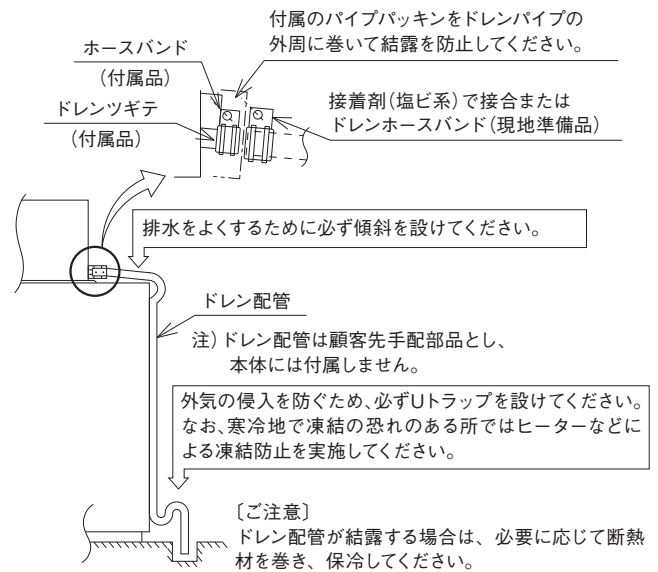 付属のパイプパッキンをドレンパイプの
外周に巻いて結露を防止してください。
ホースバンド
(付属品)
ドレンツギテ
(付属品)
接着剤(塩ビ系)で接合または
ドレンホースバンド(現地準備品)
排水をよくするために必ず傾斜を設けてください。
ドレン配管
注)ドレン配管は顧客先手配部品とし、
本体には付属しません。
外気の侵入を防ぐため、必ずUトラップを設けてください。
なお、寒冷地で凍結の恐れのある所ではヒーターなどに
よる凍結防止を実施してください。
〔ご注意〕
ドレン配管が結露する場合は、必要に応じて断熱
材を巻き、保冷してください。